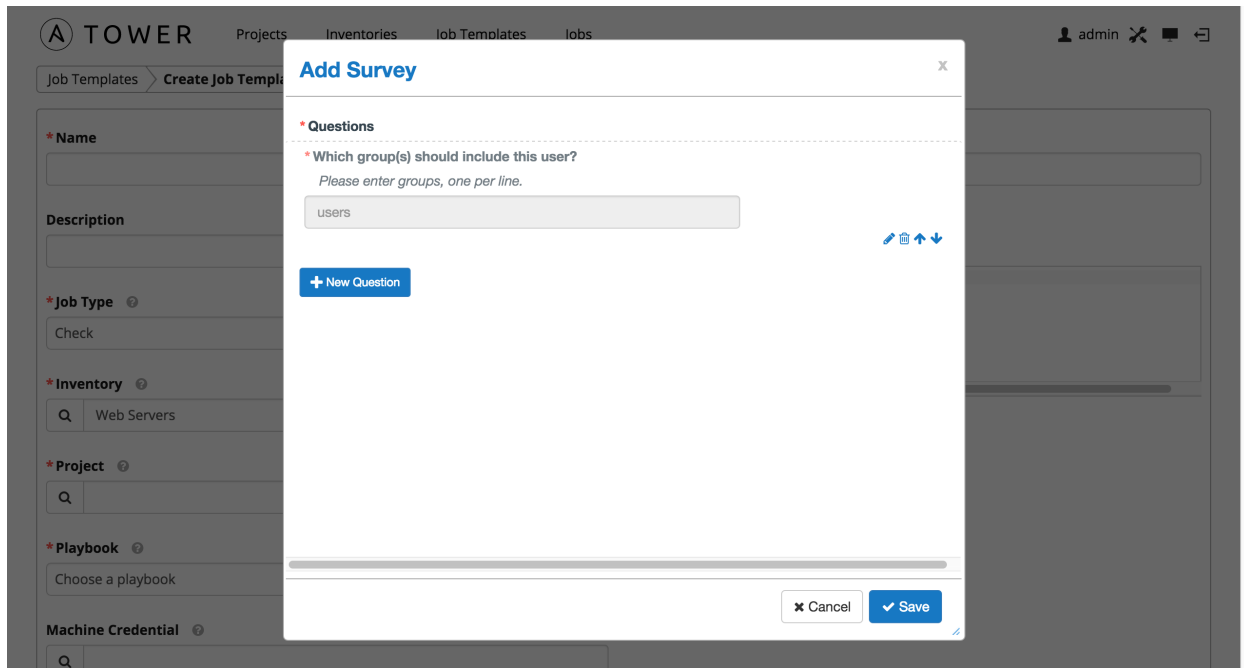 TOWER Projects Inventories Job Templates Jobs admin
Job Templates Create Job Templa
Add Survey x
* Questions
* Which group(s) should include this user?
Please enter groups, one per line.
users
+ New Question
Cancel Save
* Name
Description
* Job Type
Check
* Inventory
Web Servers
* Project
* Playbook
Choose a playbook
Machine Credential